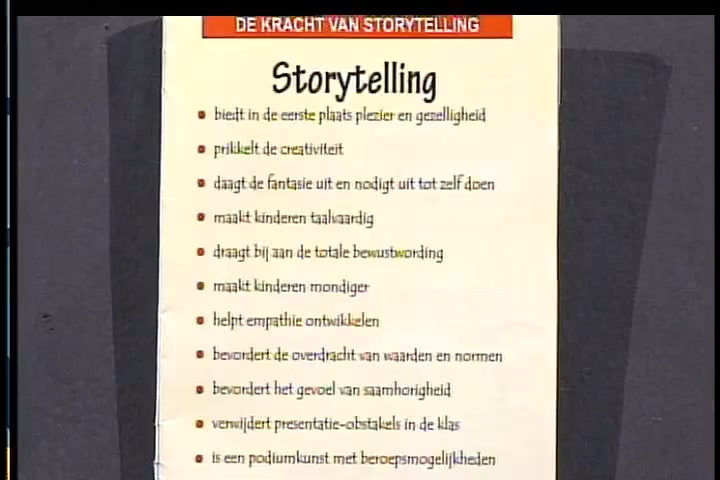 DE KRACHT VAN STORYTELLING
Storytelling
biedt in de eerste plaats plezier en gezelligheid
prikkelt de creativiteit
daagt de fantasie uit en nodigt uit tot zelf doen
maakt kinderen taalvaardig
draagt bij aan de totale bewustwording
maakt kinderen mondiger
helpt empathie ontwikkelen
bevordert de overdracht van waarden en normen
bevordert het gevoel van saamhorigheid
verwijdert presentatie-obstakels in de klas
is een podiumkunst met beroepsmogelijkheden